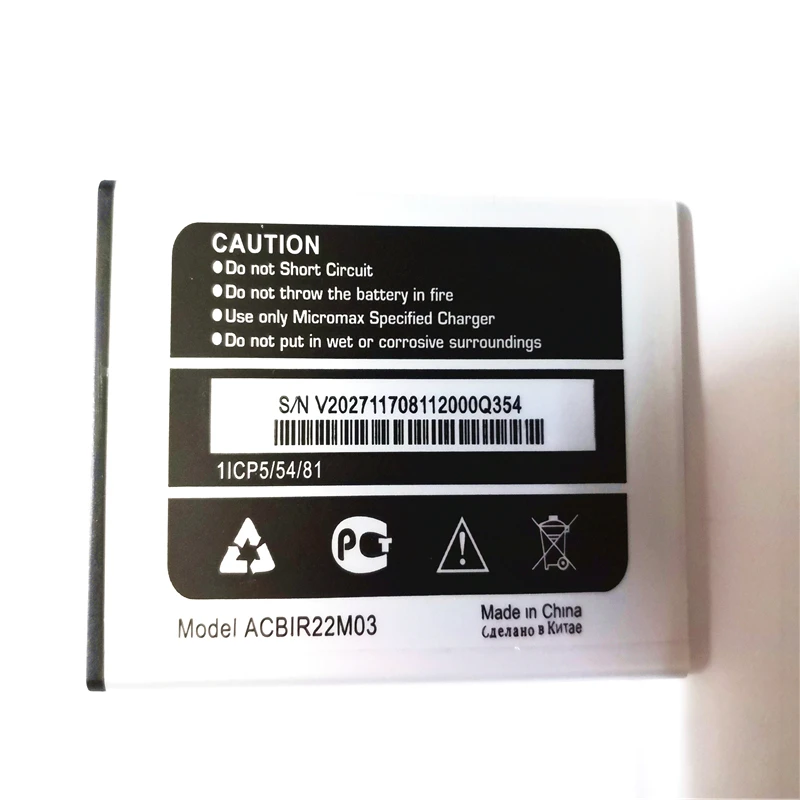 CAUTION
●Do not Short Circuit
●Do not throw the battery in fire
●Use only Micromax Specified Charger
●Do not put in wet or corrosive surroundings
S/N V202711708112000Q354
1ICP5/54/81
РСТ
Model ACBIR22M03
Made in China
Сделано в Китае